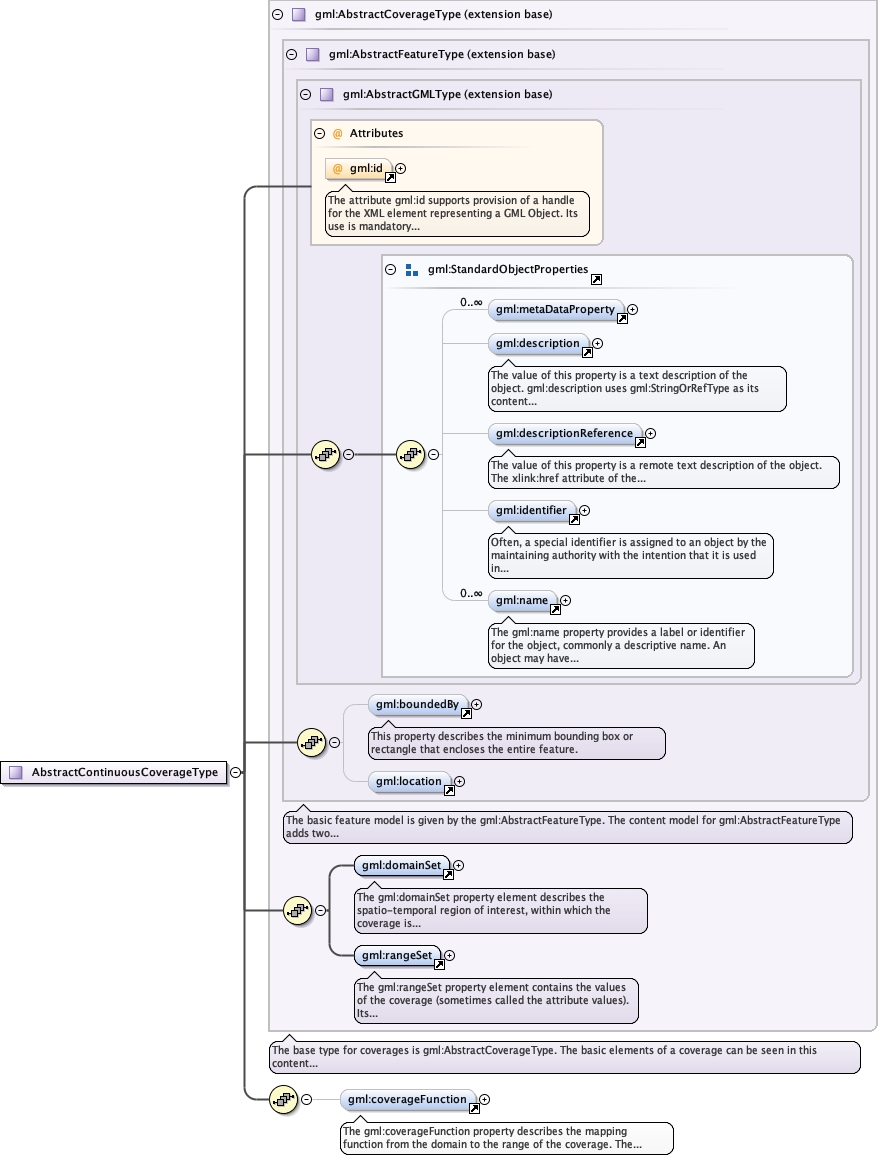 gml:AbstractCoverageType (extension base)
gml:AbstractFeatureType (extension base)
gml:AbstractGMLType (extension base)
@ Attributes
@ gml:id
The attribute gml:id supports provision of a handle
for the XML element representing a GML Object. Its
use is mandatory...
gml:StandardObjectProperties
0..∞
gml:metaDataProperty
gml:description
The value of this property is a text description of the
object. gml:description uses gml:StringOrRefType as its
content...
gml:descriptionReference
The value of this property is a remote text description of the object.
The xlink:href attribute of the...
gml:identifier
Often, a special identifier is assigned to an object by the
maintaining authority with the intention that it is used
in...
0..∞
gml:name
The gml:name property provides a label or identifier
for the object, commonly a descriptive name. An
object may have...
gml:boundedBy
This property describes the minimum bounding box or
rectangle that encloses the entire feature.
AbstractContinuousCoverageType
gml:location
The basic feature model is given by the gml:AbstractFeatureType. The content model for gml:AbstractFeatureType
adds two...
gml:domainSet
The gml:domainSet property element describes the
spatio-temporal region of interest, within which the
coverage is...
gml:rangeSet
The gml:rangeSet property element contains the values
of the coverage (sometimes called the attribute values).
Its...
The base type for coverages is gml:AbstractCoverageType. The basic elements of a coverage can be seen in this
content...
gml:coverageFunction
The gml:coverageFunction property describes the mapping
function from the domain to the range of the coverage. The...